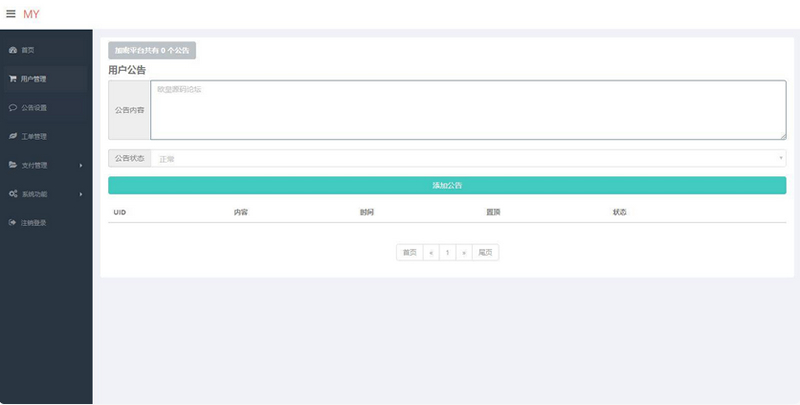 MY
首页
用户管理
公告设置
工单管理
支付管理
系统功能
注销登录
加密平台共有 0 个公告
用户公告
公告内容
欧皇源码论坛
公告状态
正常
添加公告
UID 内容 时间 置顶 状态
首页 « 1 » 尾页